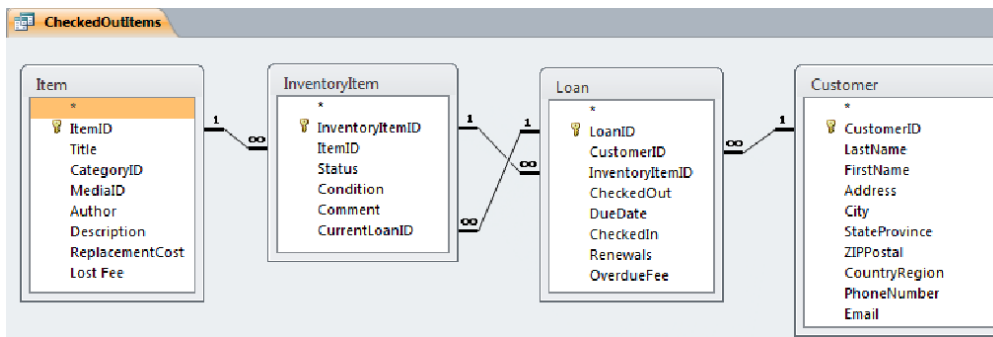 CheckedOutItems
Item
*
ItemID
Title
CategoryID
MediaID
Author
Description
ReplacementCost
Lost Fee
1
∞
InventoryItem
*
InventoryItemID
ItemID
Status
Condition
Comment
CurrentLoanID
1
∞
1
∞
Loan
*
LoanID
CustomerID
InventoryItemID
CheckedOut
DueDate
CheckedIn
Renewals
OverdueFee
∞
1
Customer
*
CustomerID
LastName
FirstName
Address
City
StateProvince
ZIPPostal
CountryRegion
PhoneNumber
Email